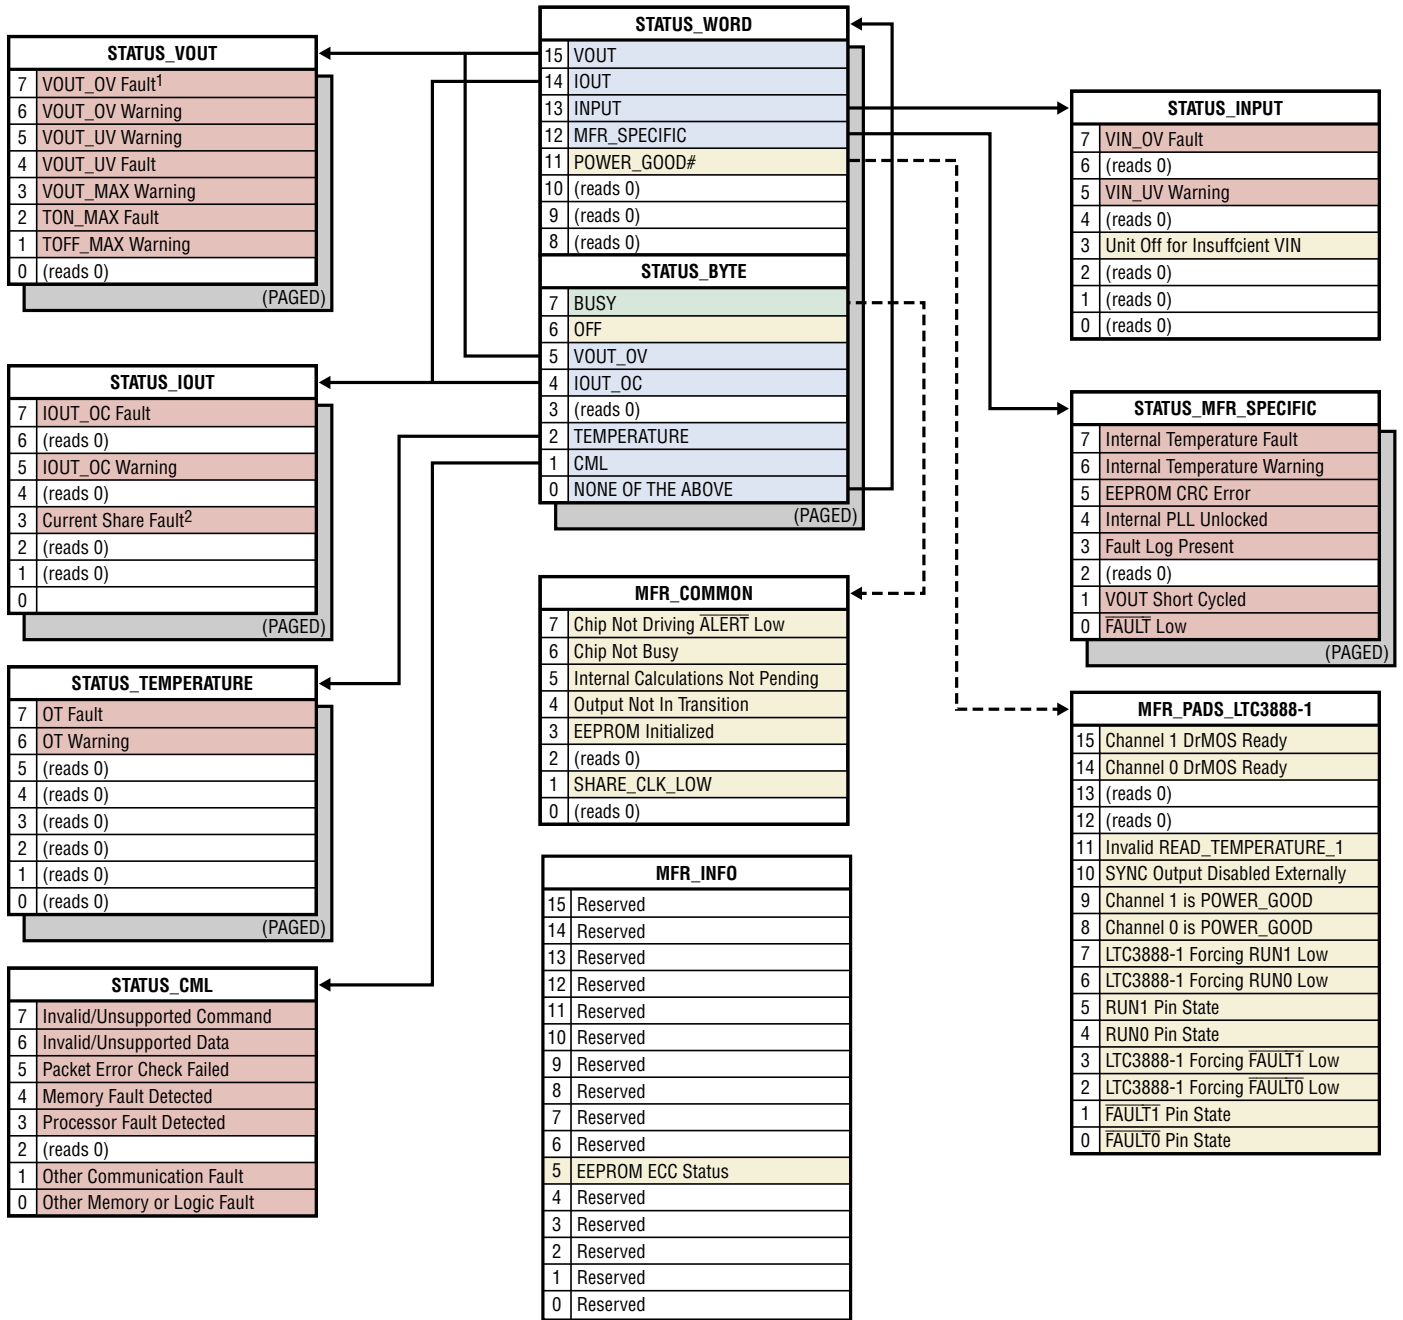 STATUS_VOUT
7 VOUT_OV Fault1
6 VOUT_OV Warning
5 VOUT_UV Warning
4 VOUT_UV Fault
3 VOUT_MAX Warning
2 TON_MAX Fault
1 TOFF_MAX Warning
0 (reads 0)
(PAGED)
STATUS_IOUT
7 IOUT_OC Fault
6 (reads 0)
5 IOUT_OC Warning
4 (reads 0)
3 Current Share Fault2
2 (reads 0)
1 (reads 0)
0
(PAGED)
STATUS_TEMPERATURE
7 OT Fault
6 OT Warning
5 (reads 0)
4 (reads 0)
3 (reads 0)
2 (reads 0)
1 (reads 0)
0 (reads 0)
(PAGED)
STATUS_CML
7 Invalid/Unsupported Command
6 Invalid/Unsupported Data
5 Packet Error Check Failed
4 Memory Fault Detected
3 Processor Fault Detected
2 (reads 0)
1 Other Communication Fault
0 Other Memory or Logic Fault
STATUS_WORD
15 VOUT
14 IOUT
13 INPUT
12 MFR_SPECIFIC
11 POWER_GOOD#
10 (reads 0)
9 (reads 0)
8 (reads 0)
STATUS_BYTE
7 BUSY
6 OFF
5 VOUT_OV
4 IOUT_OC
3 (reads 0)
2 TEMPERATURE
1 CML
0 NONE OF THE ABOVE
(PAGED)
MFR_COMMON
7 Chip Not Driving ALERT Low
6 Chip Not Busy
5 Internal Calculations Not Pending
4 Output Not In Transition
3 EEPROM Initialized
2 (reads 0)
1 SHARE_CLK_LOW
0 (reads 0)
MFR_INFO
15 Reserved
14 Reserved
13 Reserved
12 Reserved
11 Reserved
10 Reserved
9 Reserved
8 Reserved
7 Reserved
6 Reserved
5 EEPROM ECC Status
4 Reserved
3 Reserved
2 Reserved
1 Reserved
0 Reserved
STATUS_INPUT
7 VIN_OV Fault
6 (reads 0)
5 VIN_UV Warning
4 (reads 0)
3 Unit Off for Insuffcient VIN
2 (reads 0)
1 (reads 0)
0 (reads 0)
STATUS_MFR_SPECIFIC
7 Internal Temperature Fault
6 Internal Temperature Warning
5 EEPROM CRC Error
4 Internal PLL Unlocked
3 Fault Log Present
2 (reads 0)
1 VOUT Short Cycled
0 FAULT Low
(PAGED)
MFR_PADS_LTC3888-1
15 Channel 1 DrMOS Ready
14 Channel 0 DrMOS Ready
13 (reads 0)
12 (reads 0)
11 Invalid READ_TEMPERATURE_1
10 SYNC Output Disabled Externally
9 Channel 1 is POWER_GOOD
8 Channel 0 is POWER_GOOD
7 LTC3888-1 Forcing RUN1 Low
6 LTC3888-1 Forcing RUN0 Low
5 RUN1 Pin State
4 RUN0 Pin State
3 LTC3888-1 Forcing FAULT1 Low
2 LTC3888-1 Forcing FAULT0 Low
1 FAULT1 Pin State
0 FAULT0 Pin State